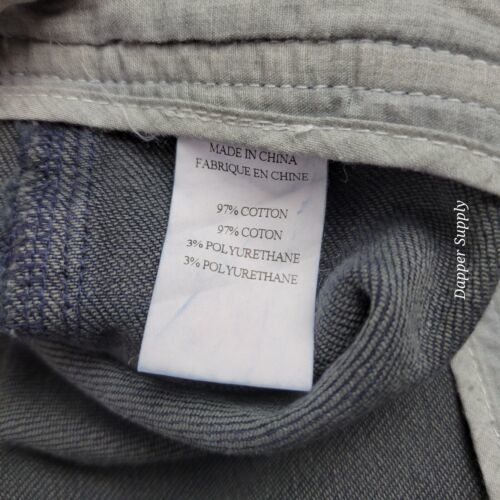 MADE IN CHINA
FABRIQUE EN CHINE
97% COTTON
97% COTON
3% POLYURETHANE
3% POLYURETHANE
Dapper Supply